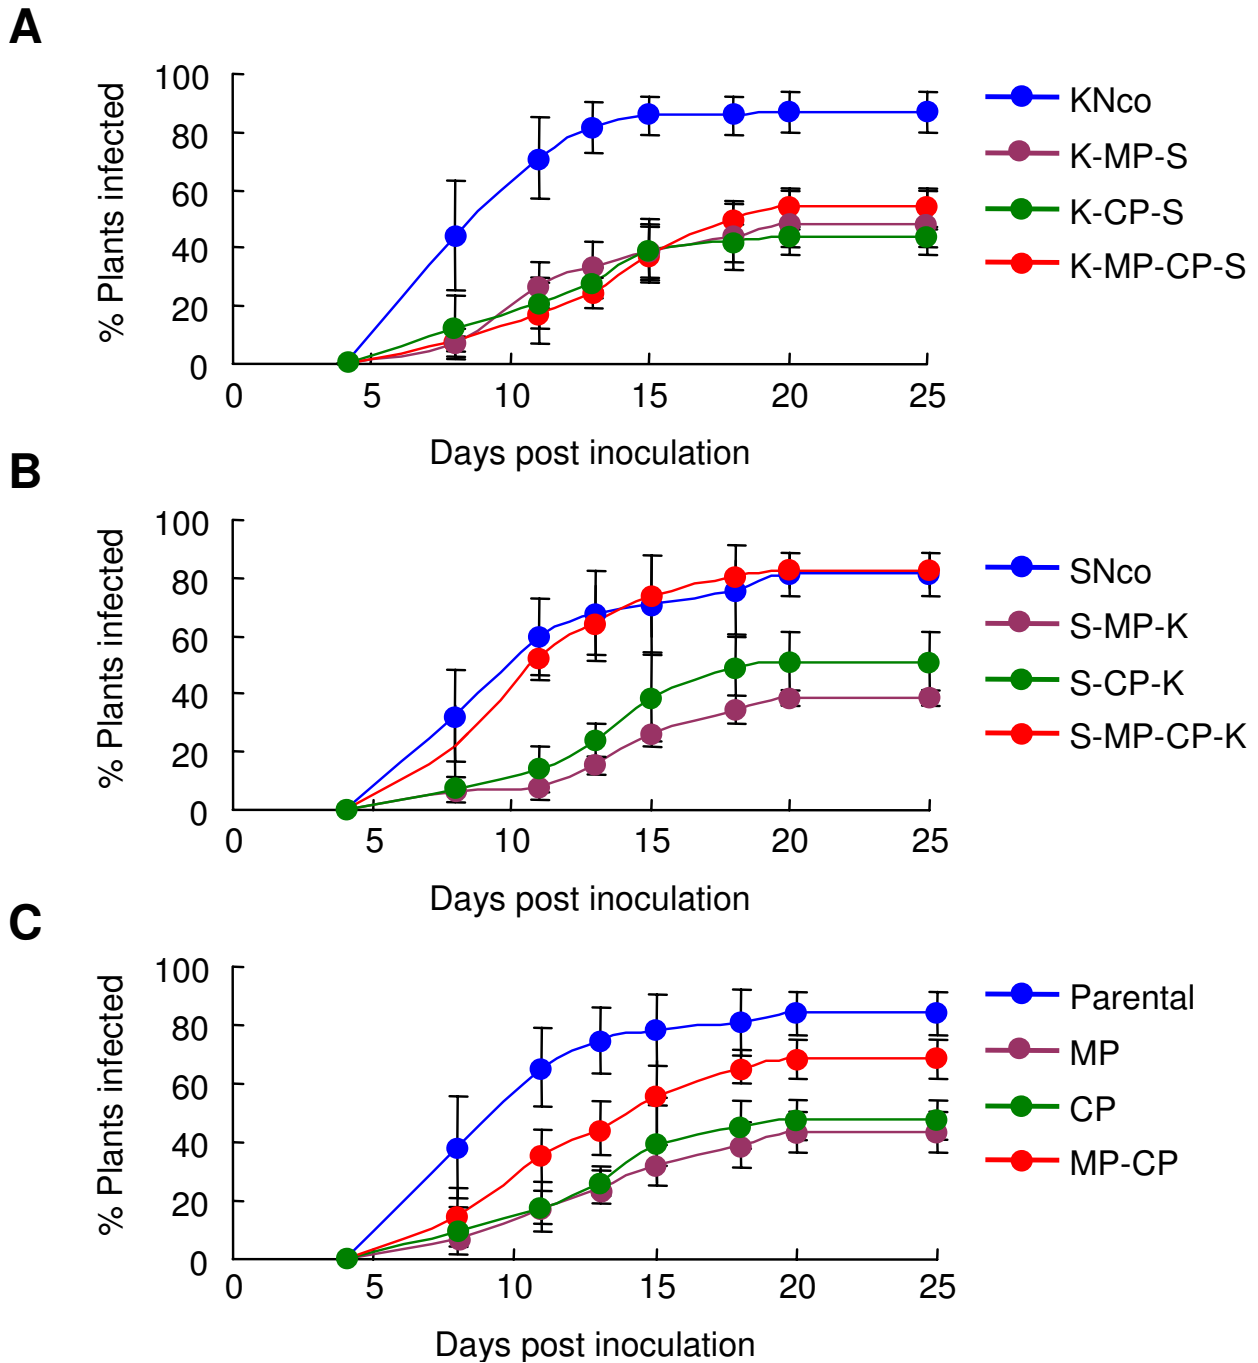 A
% Plants infected
100
80
60
40
20
0
0 5 10 15 20 25
Days post inoculation
KNco
K-MP-S
K-CP-S
K-MP-CP-S
B
% Plants infected
100
80
60
40
20
0
0 5 10 15 20 25
Days post inoculation
SNco
S-MP-K
S-CP-K
S-MP-CP-K
C
% Plants infected
100
80
60
40
20
0
0 5 10 15 20 25
Days post inoculation
Parental
MP
CP
MP-CP